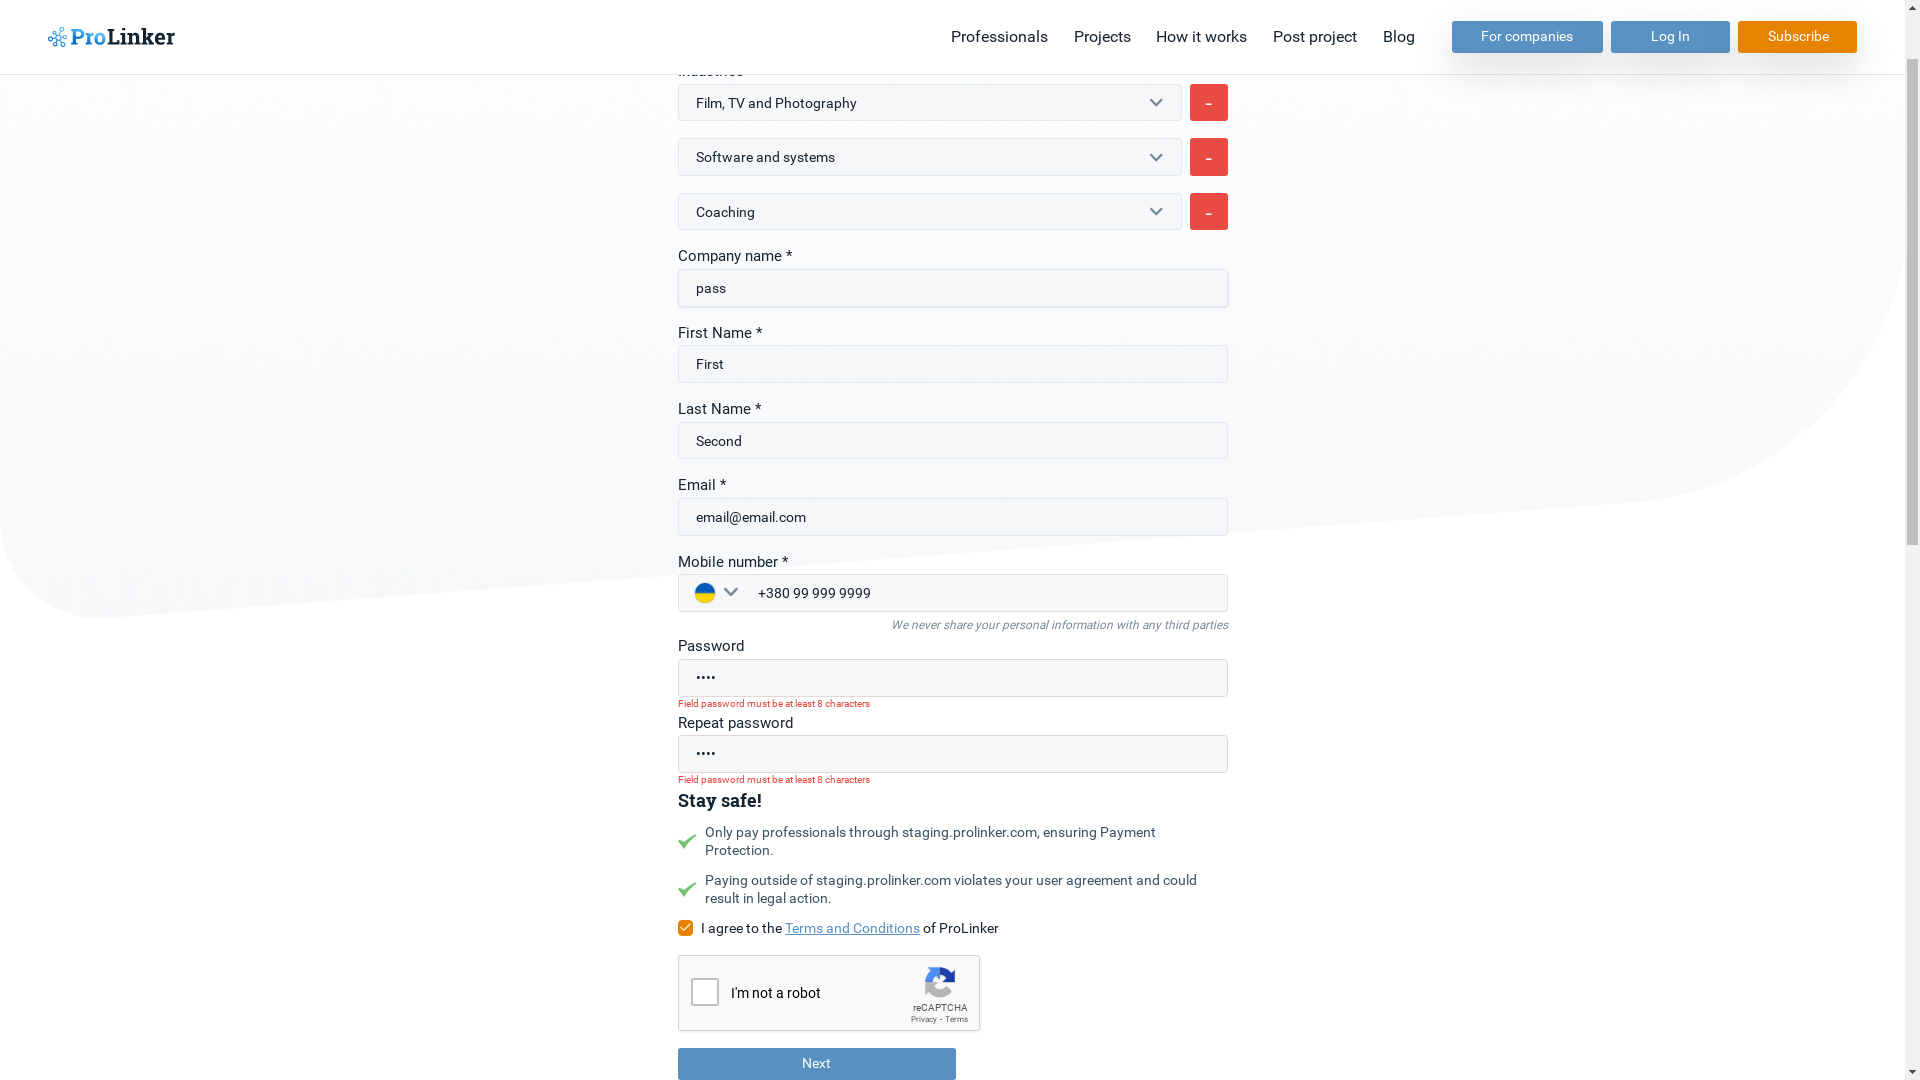 ProLinker
Professionals
Projects
How it works
Post project
Blog
For companies
Log In
Subscribe
Industries
Film, TV and Photography
-
Software and systems
-
Coaching
-
Company name *
pass
First Name *
First
Last Name *
Second
Email *
email@email.com
Mobile number *
+380 99 999 9999
We never share your personal information with any third parties
Password
••••
Field password must be at least 8 characters
Repeat password
••••
Field password must be at least 8 characters
Stay safe!
Only pay professionals through staging.prolinker.com, ensuring Payment
Protection.
Paying outside of staging.prolinker.com violates your user agreement and could
result in legal action.
I agree to the Terms and Conditions of ProLinker
I'm not a robot
reCAPTCHA
Privacy - Terms
Next